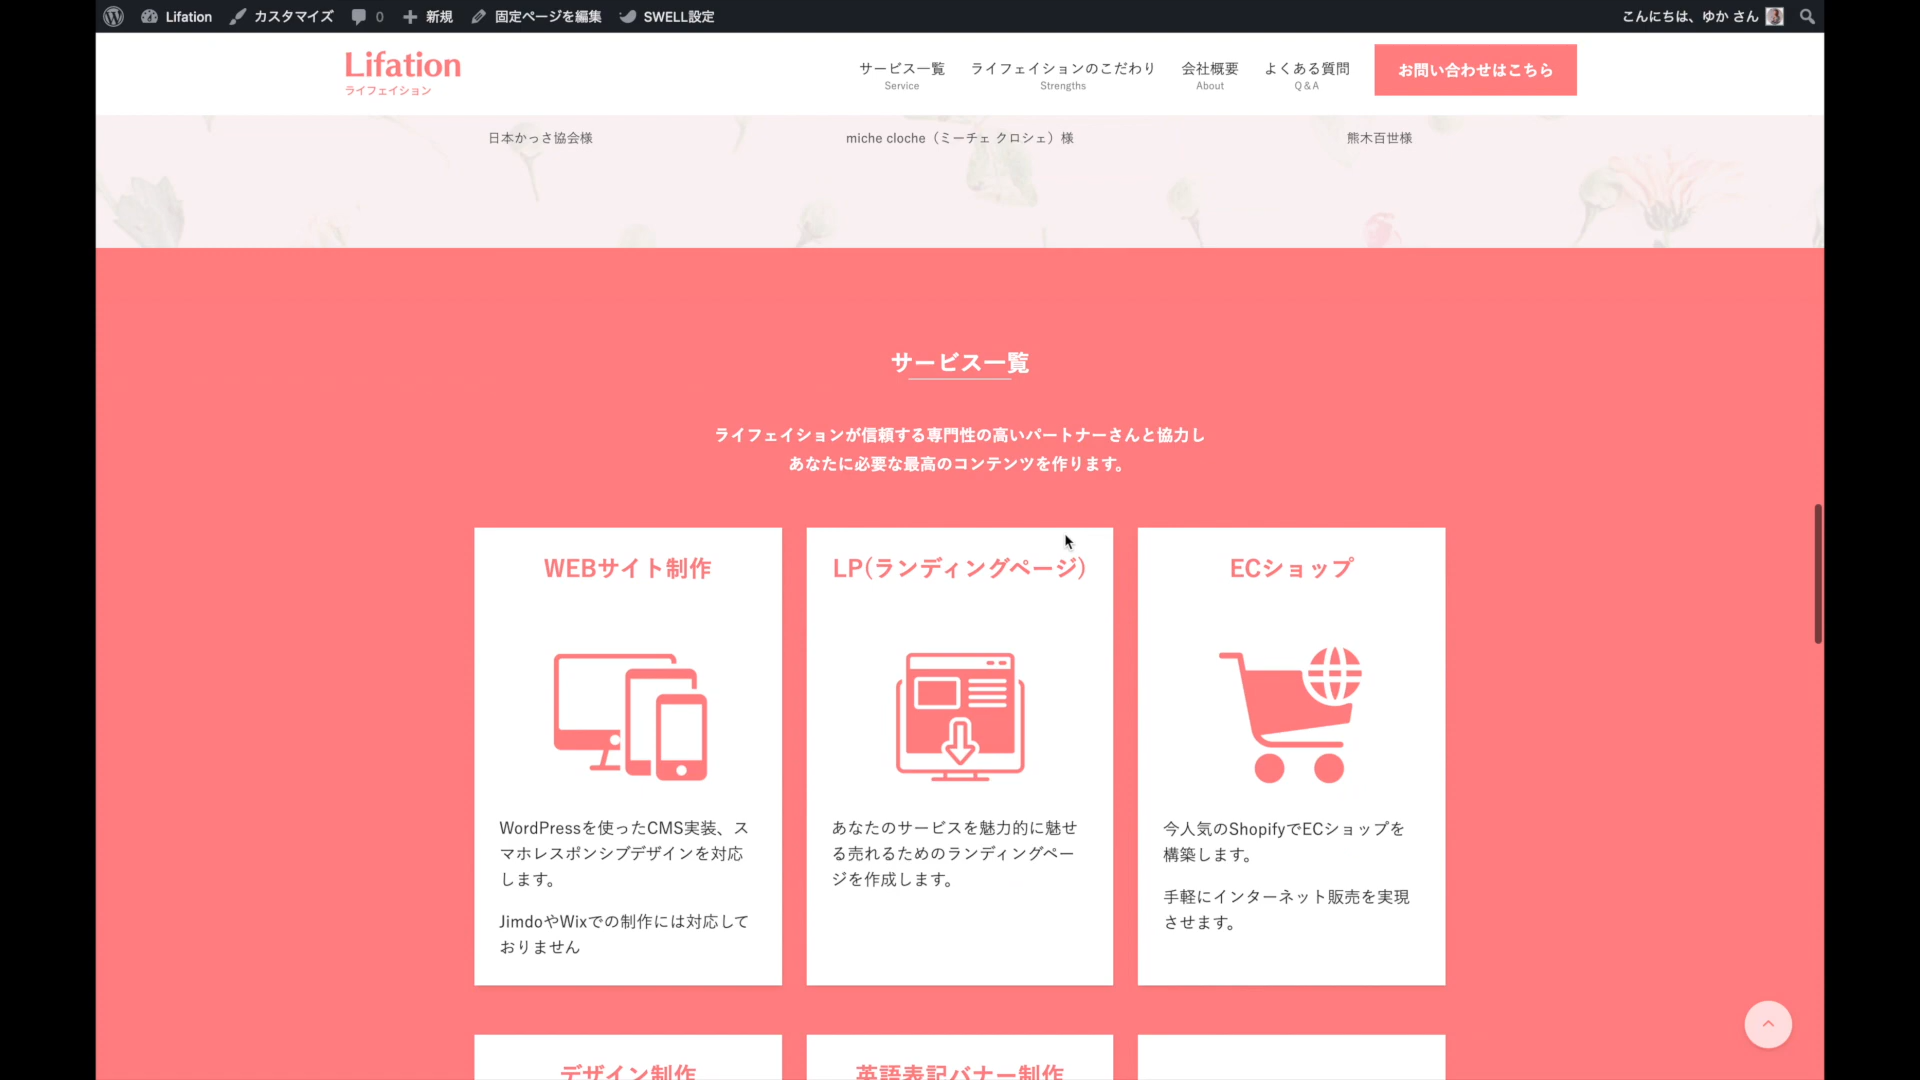 Lifation カスタマイズ 0 新規 固定ページを編集 SWELL設定 こんにちは、ゆか さん
Lifation
ライフェイション
サービス一覧 ライフェイションのこだわり 会社概要 よくある質問 お問い合わせはこちら
Service Strengths About Q&A
日本かっさ協会様 miche cloche（ミーチェ クロシェ）様 熊木百世様
サービス一覧
ライフェイションが信頼する専門性の高いパートナーさんと協力し
あなたに必要な最高のコンテンツを作ります。
WEBサイト制作
WordPressを使ったCMS実装、ス
マホレスポンシブデザインを対応
します。
JimdoやWixでの制作には対応して
おりません
LP(ランディングページ)
あなたのサービスを魅力的に魅せ
る売れるためのランディングペー
ジを作成します。
ECショップ
今人気のShopifyでECショップを
構築します。
手軽にインターネット販売を実現
させます。
デザイン制作 英語表記バナー制作